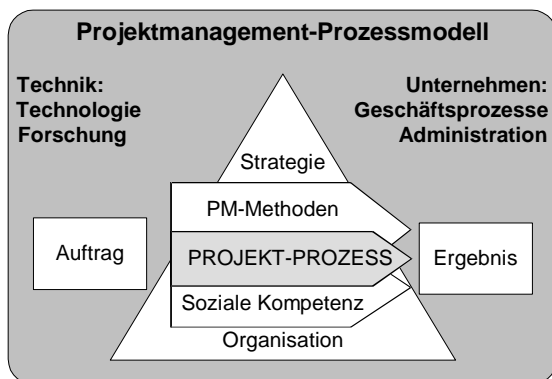 Projektmanagement-Prozessmodell
Technik:
Technologie
Forschung
Unternehmen:
Geschäftsprozesse
Administration
Strategie
PM-Methoden
Auftrag
PROJEKT-PROZESS
Ergebnis
Soziale Kompetenz
Organisation